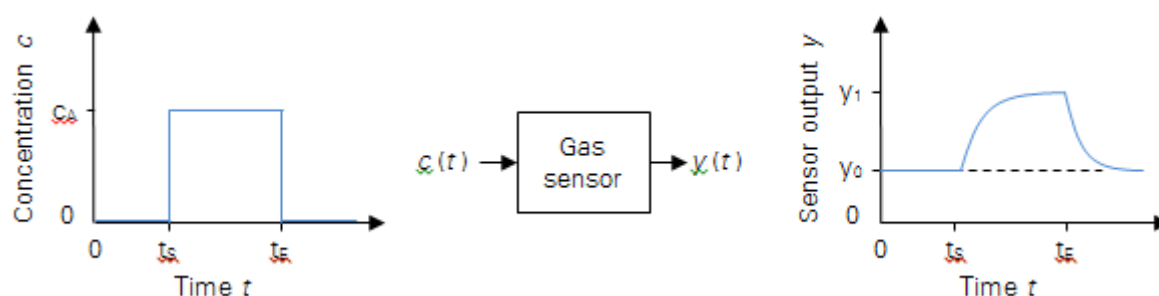 Concentration c
cA
0
0
tS
tE
Time t
c(t)
Gas
sensor
y(t)
Sensor output y
y1
y0
0
0
tS
tE
Time t